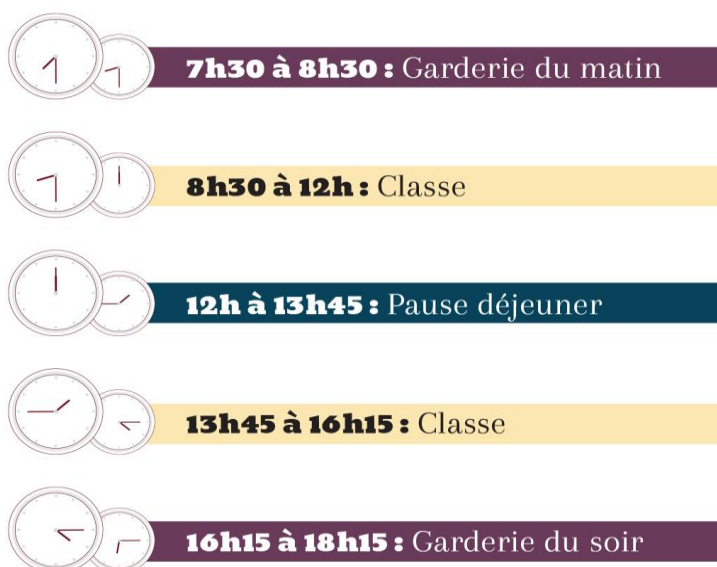 7h30 à 8h30 : Garderie du matin
8h30 à 12h : Classe
12h à 13h45 : Pause déjeuner
13h45 à 16h15 : Classe
16h15 à 18h15 : Garderie du soir